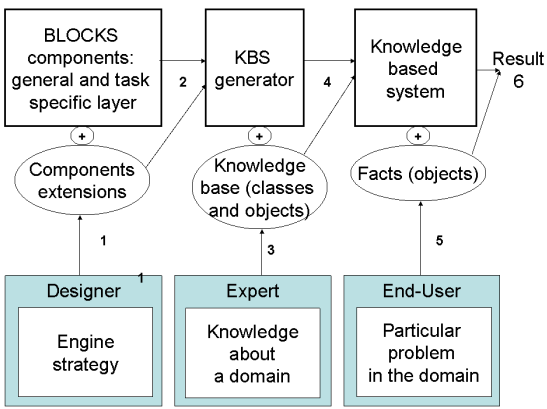 BLOCKS
components:
general and task
specific layer
2
KBS
generator
4
Knowledge
based
system
Result
6
+
+
+
Components
extensions
Knowledge
base (classes
and objects)
Facts (objects)
1
3
5
1
Designer
Engine
strategy
Expert
Knowledge
about
a domain
End-User
Particular
problem
in the domain